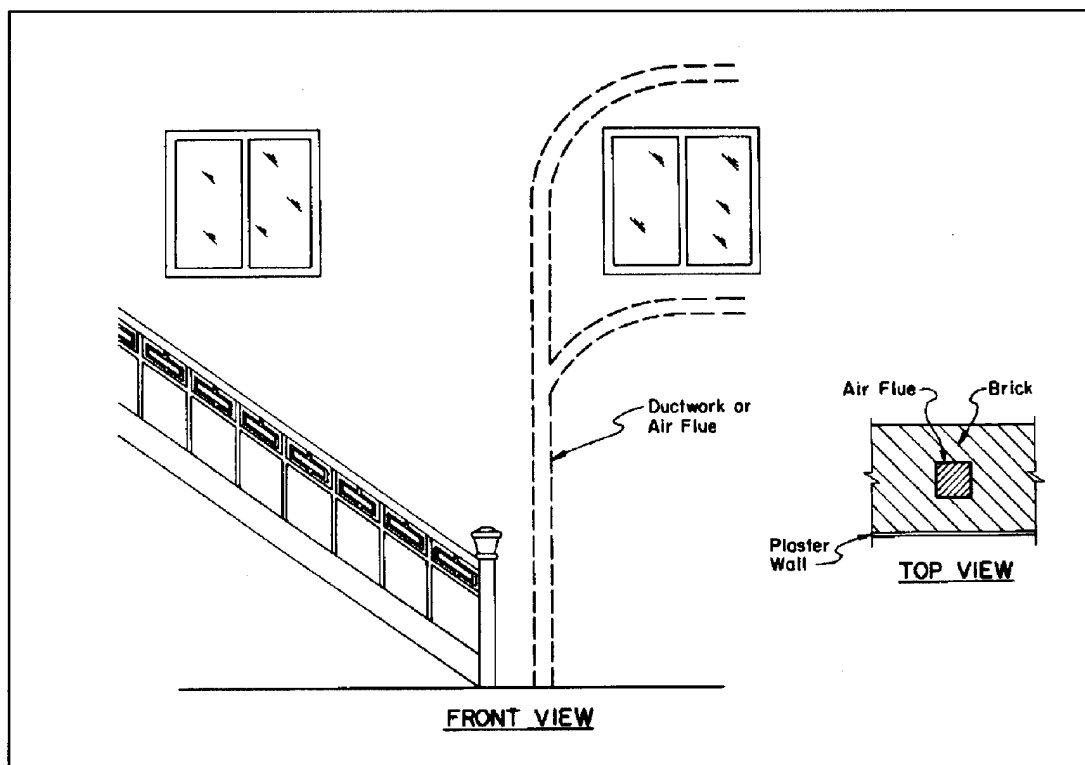 Ductwork or
Air Flue
Air Flue
Brick
Plaster
Wall
TOP VIEW
FRONT VIEW